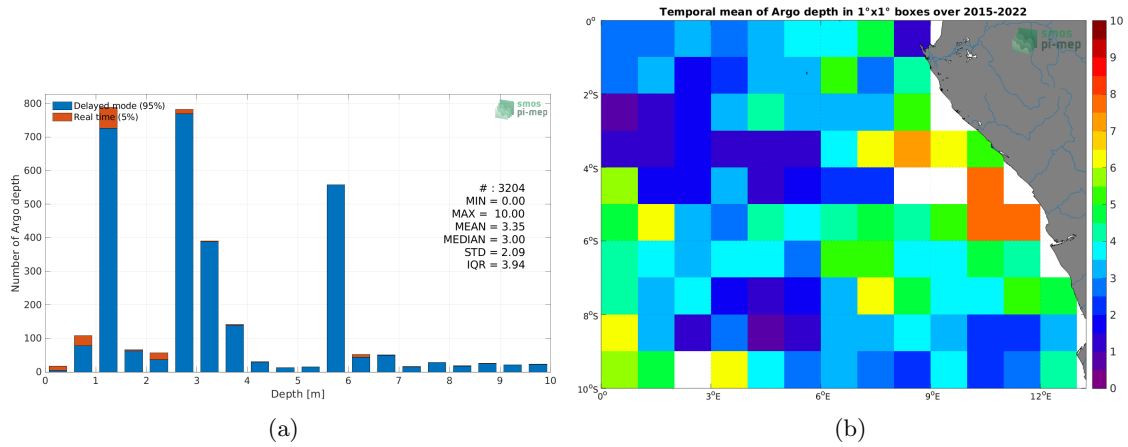 Delayed mode (95%)
Real time (5%)
smos
pi-mep
Number of Argo depth
800
700
600
500
400
300
200
100
0
# : 3204
MIN = 0.00
MAX = 10.00
MEAN = 3.35
MEDIAN = 3.00
STD = 2.09
IQR = 3.94
0 1 2 3 4 5 6 7 8 9 10
Depth [m]
(a)
Temporal mean of Argo depth in 1°x1° boxes over 2015-2022
smos
pi-mep
0°
2°S
4°S
6°S
8°S
10°S
0° 3°E 6°E 9°E 12°E
10
9
8
7
6
5
4
3
2
1
0
(b)